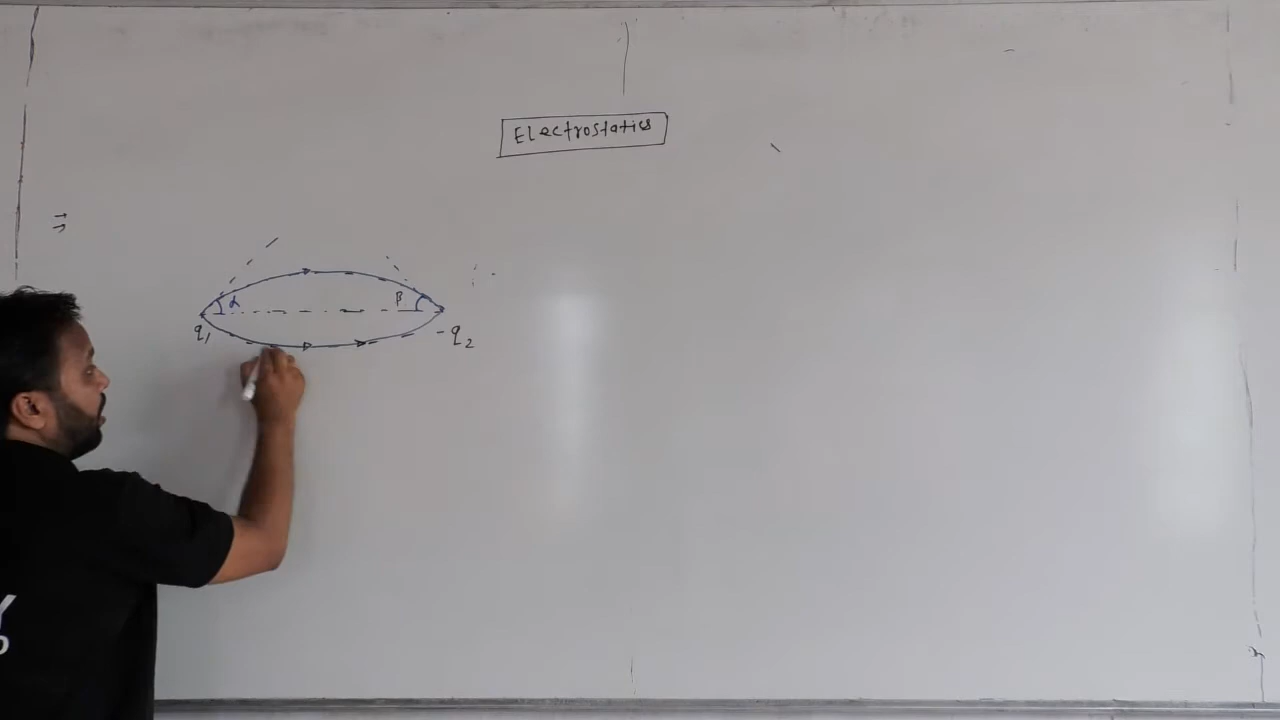 Electrostatics
α β
q1 -q2